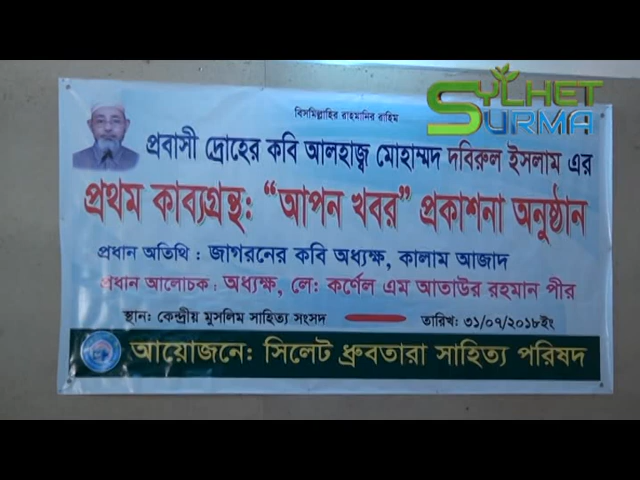 SYLHET
SURMA
বিসমিল্লাহির রাহমানির রাহিম
প্রবাসী দ্রোহের কবি আলহাজ্ব মোহাম্মদ দবিরুল ইসলাম এর
প্রথম কাব্যগ্রন্থ: “আপন খবর” প্রকাশনা অনুষ্ঠান
প্রধান অতিথি : জাগরনের কবি অধ্যক্ষ, কালাম আজাদ
প্রধান আলোচক : অধ্যক্ষ, লে: কর্ণেল এম আতাউর রহমান পীর
স্থান: কেন্দ্রীয় মুসলিম সাহিত্য সংসদ তারিখ: ৩১/০৭/২০১৮ইং
আয়োজনে: সিলেট ধ্রুবতারা সাহিত্য পরিষদ